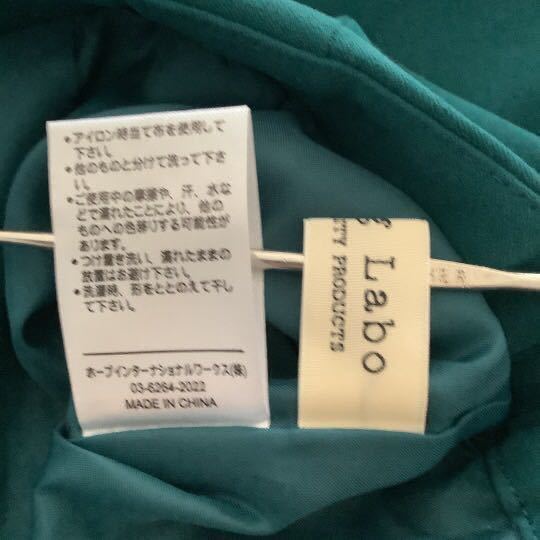 •アイロン時当て布を使用して
下さい。
•他のものと分けて洗って下さ
い。
•ご使用中の摩擦や、汗、水な
どで濡れたことにより、他の
ものへの色移りする可能性が
あります。
•つけ置き洗い、濡れたままの
放置はお避け下さい。
•洗濯後、形をととのえて干し
て下さい。
ホープインターナショナルワークス(株)
03-6264-2022
MADE IN CHINA
Labo
PRODUCTS